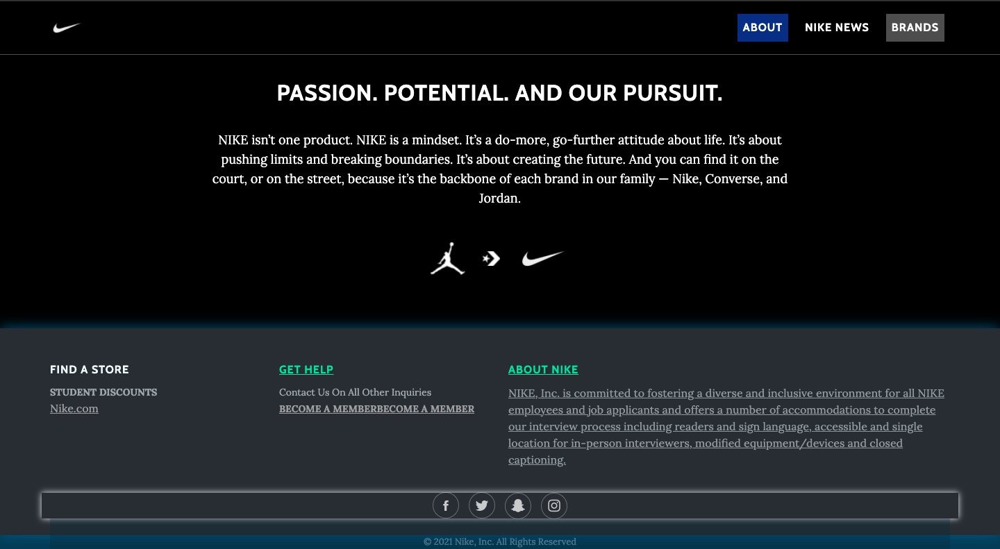 ABOUT NIKE NEWS BRANDS
PASSION. POTENTIAL. AND OUR PURSUIT.
NIKE isn’t one product. NIKE is a mindset. It’s a do-more, go-further attitude about life. It’s about
pushing limits and breaking boundaries. It’s about creating the future. And you can find it on the
court, or on the street, because it’s the backbone of each brand in our family — Nike, Converse, and
Jordan.
FIND A STORE
STUDENT DISCOUNTS
Nike.com
GET HELP
Contact Us On All Other Inquiries
BECOME A MEMBERBECOME A MEMBER
ABOUT NIKE
NIKE, Inc. is committed to fostering a diverse and inclusive environment for all NIKE
employees and job applicants and offers a number of accommodations to complete
our interview process including readers and sign language, accessible and single
location for in-person interviewers, modified equipment/devices and closed
captioning.
© 2021 Nike, Inc. All Rights Reserved